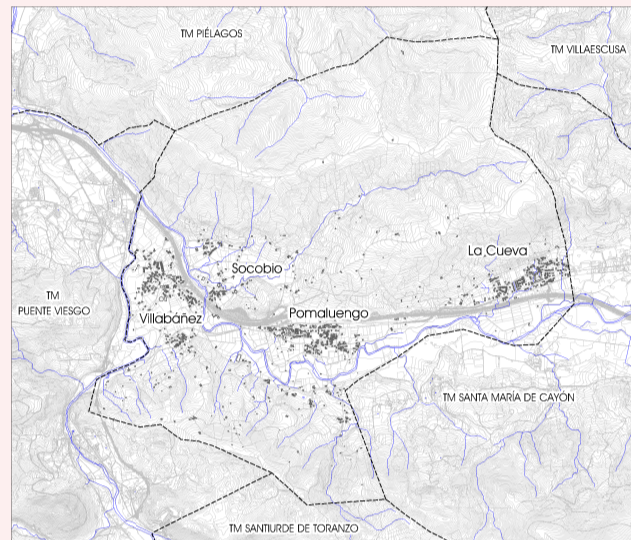 TM PIÉLAGOS
TM VILLAESCUSA
La Cueva
Socobio
TM
PUENTE VIESGO
Villabáñez
Pomaluengo
TM SANTA MARÍA DE CAYÓN
TM SANTIURDE DE TORANZO